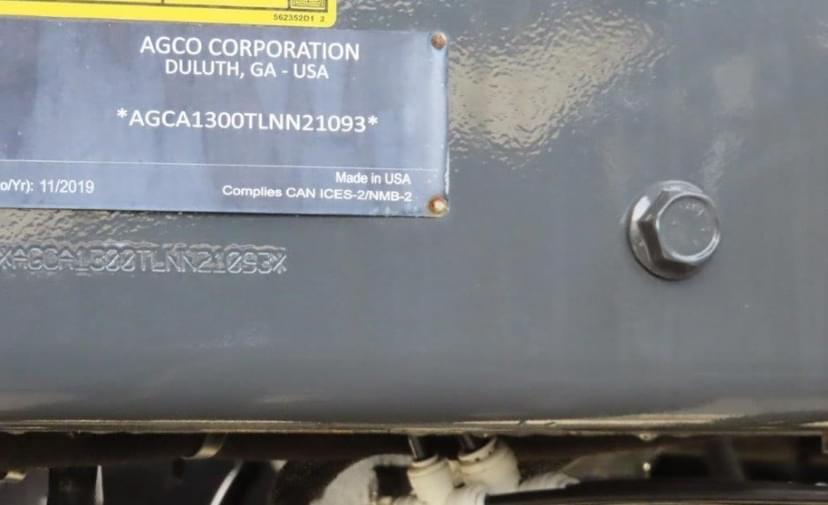 562352D1 2
AGCO CORPORATION
DULUTH, GA - USA
*AGCA1300TLNN21093*
o/Yr): 11/2019
Made in USA
Complies CAN ICES-2/NMB-2
*AGCA1300TLNN21093*